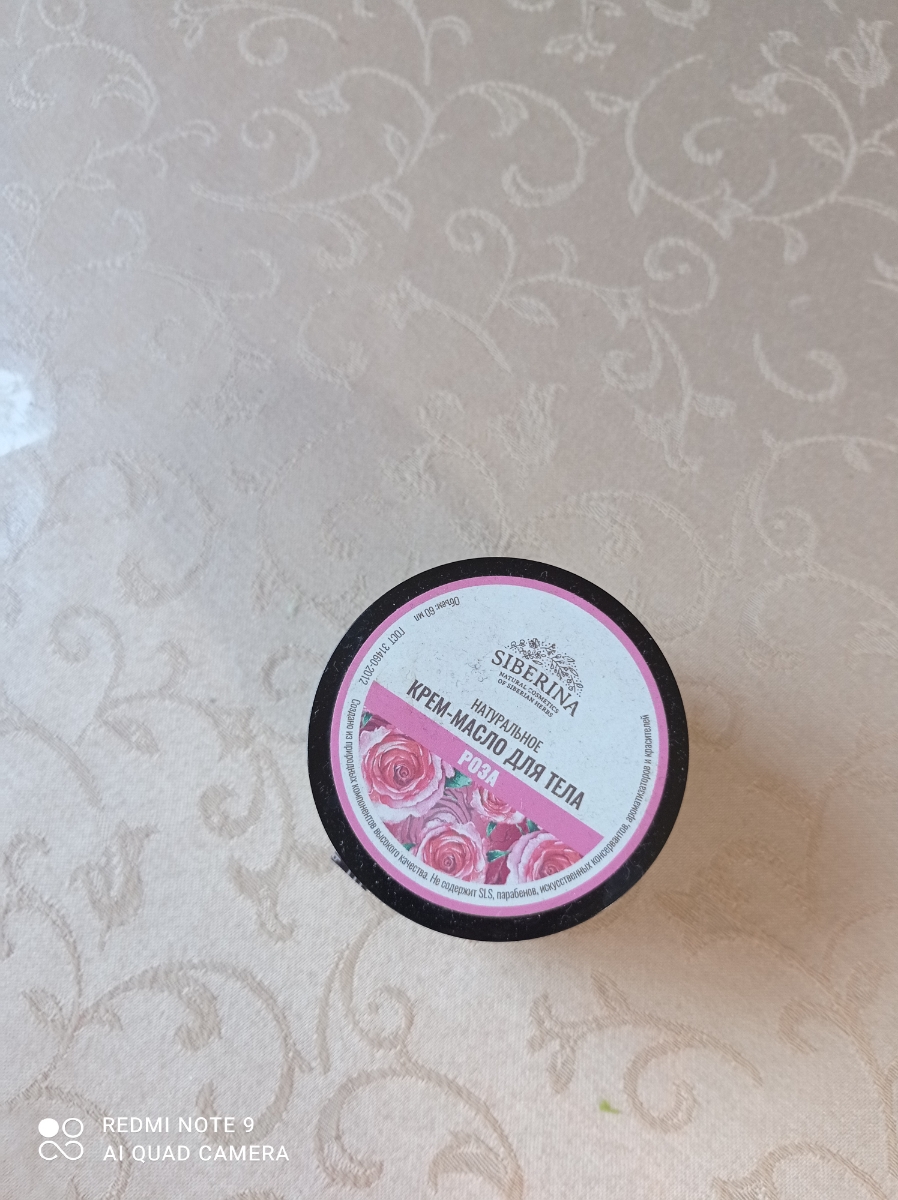 Объем: 60 мл
ГОСТ 31460-2012
SIBERINA
NATURAL COSMETICS
OF SIBERIAN HERBS
НАТУРАЛЬНОЕ
КРЕМ-МАСЛО ДЛЯ ТЕЛА
РОЗА
Создано из природных компонентов высокого качества. Не содержит SLS, парабенов, искусственных консервантов, ароматизаторов и красителей
REDMI NOTE 9
AI QUAD CAMERA